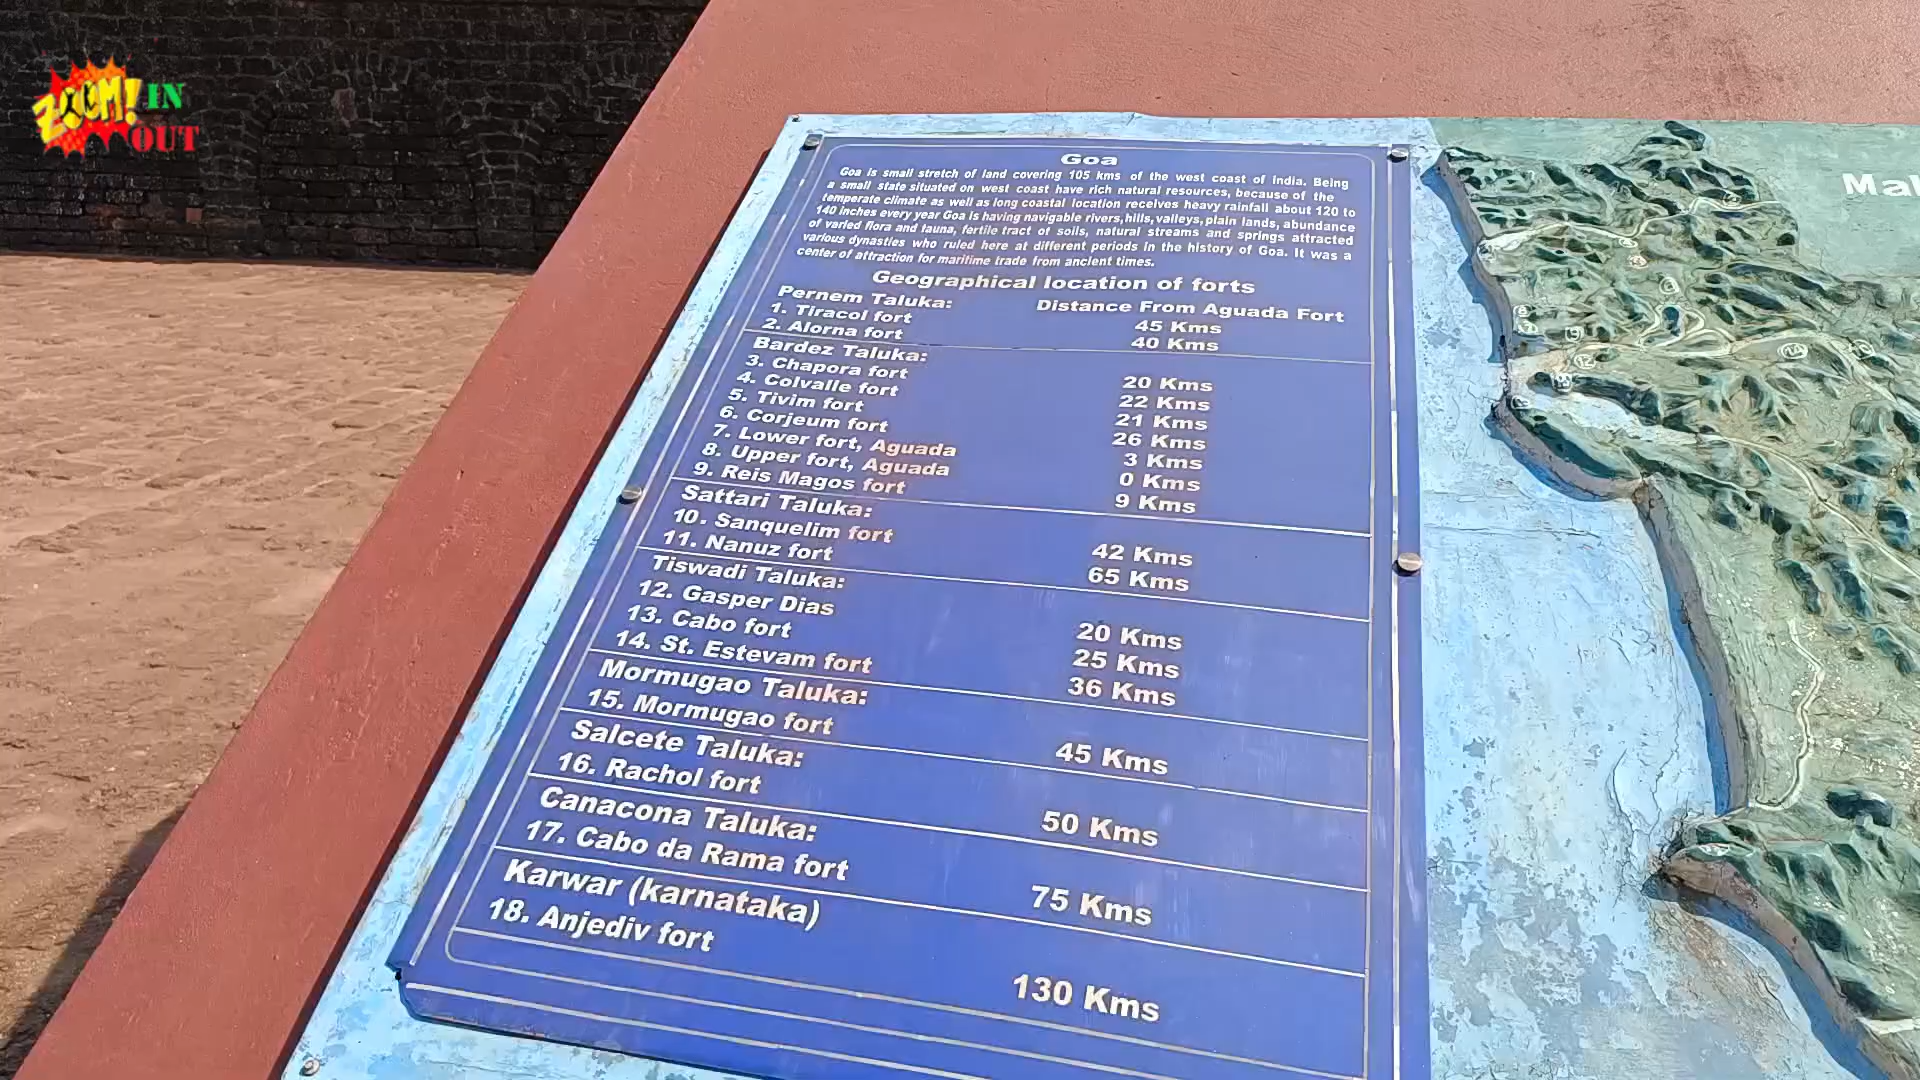 ZOOM! IN
OUT
Goa
Goa is small stretch of land covering 105 kms of the west coast of India. Being
a small state situated on west coast have rich natural resources, because of the
temperate climate as well as long coastal location receives heavy rainfall about 120 to
140 inches every year Goa is having navigable rivers, hills, valleys, plain lands, abundance
of varied flora and fauna, fertile tract of soils, natural streams and springs attracted
various dynasties who ruled here at different periods in the history of Goa. It was a
center of attraction for maritime trade from ancient times.
Geographical location of forts
Pernem Taluka: Distance From Aguada Fort
1. Tiracol fort 45 Kms
2. Alorna fort 40 Kms
Bardez Taluka:
3. Chapora fort 20 Kms
4. Colvalle fort 22 Kms
5. Tivim fort 21 Kms
6. Corjeum fort 26 Kms
7. Lower fort, Aguada 3 Kms
8. Upper fort, Aguada 0 Kms
9. Reis Magos fort 9 Kms
Sattari Taluka:
10. Sanquelim fort 42 Kms
11. Nanuz fort 65 Kms
Tiswadi Taluka:
12. Gasper Dias 20 Kms
13. Cabo fort 25 Kms
14. St. Estevam fort 36 Kms
Mormugao Taluka:
15. Mormugao fort 45 Kms
Salcete Taluka:
16. Rachol fort 50 Kms
Canacona Taluka:
17. Cabo da Rama fort 75 Kms
Karwar (karnataka)
18. Anjediv fort 130 Kms